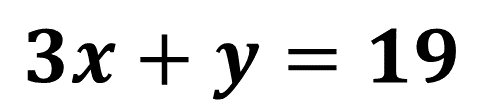 3x + y = 19